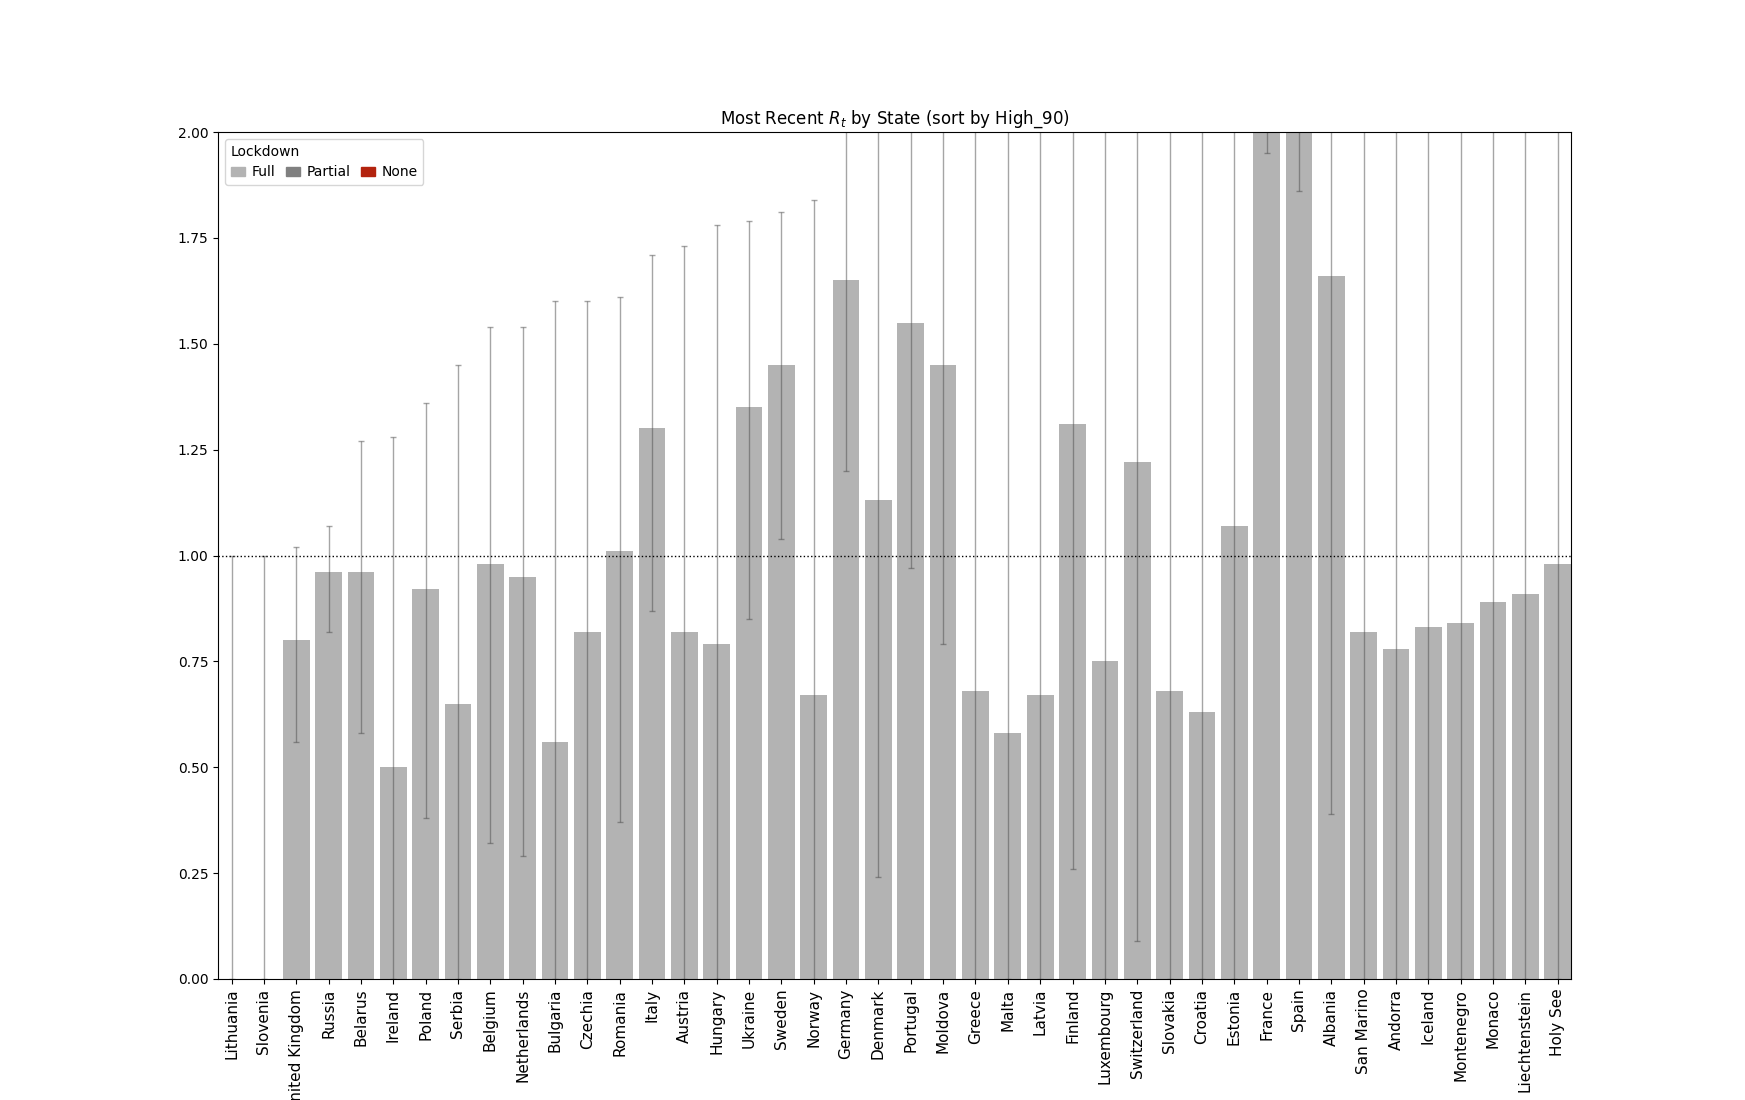 Most Recent R_t by State (sort by High_90)
Lockdown
Full Partial None
2.00
1.75
1.50
1.25
1.00
0.75
0.50
0.25
0.00
Lithuania
Slovenia
nited Kingdom
Russia
Belarus
Ireland
Poland
Serbia
Belgium
Netherlands
Bulgaria
Czechia
Romania
Italy
Austria
Hungary
Ukraine
Sweden
Norway
Germany
Denmark
Portugal
Moldova
Greece
Malta
Latvia
Finland
Luxembourg
Switzerland
Slovakia
Croatia
Estonia
France
Spain
Albania
San Marino
Andorra
Iceland
Montenegro
Monaco
Liechtenstein
Holy See